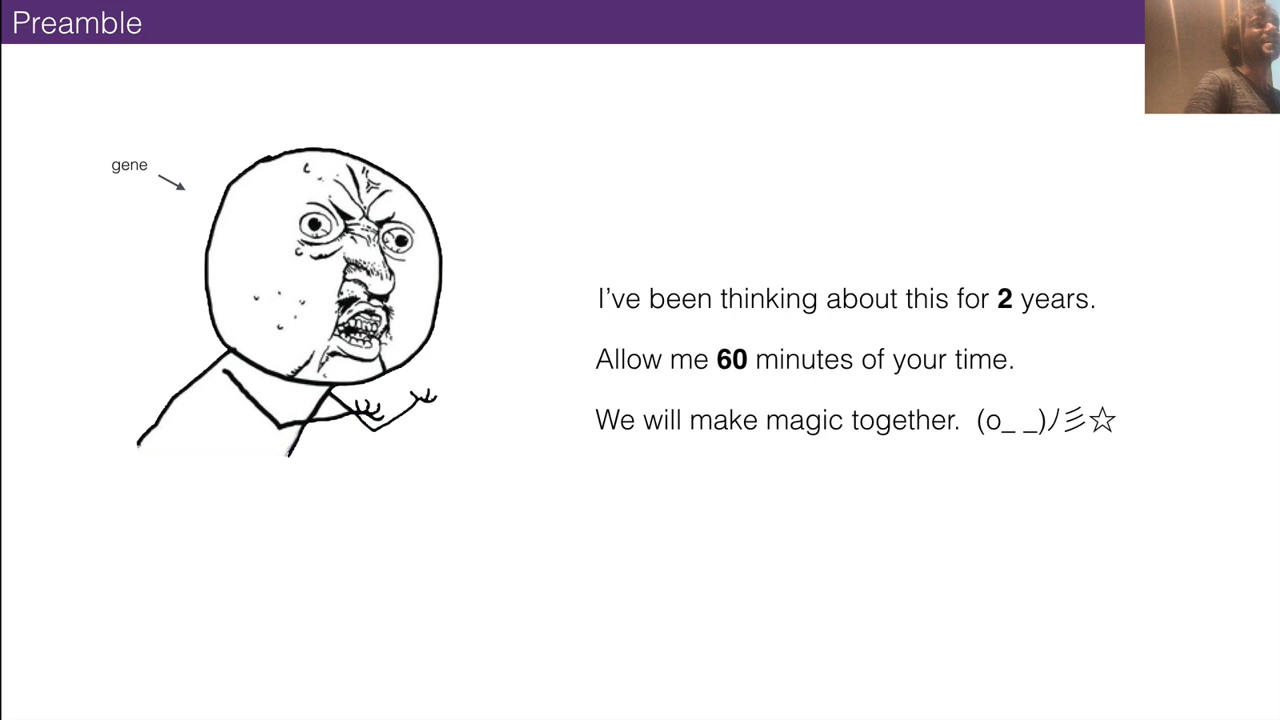 Preamble
gene
I’ve been thinking about this for 2 years.
Allow me 60 minutes of your time.
We will make magic together. (o_ _)ﾉ彡☆